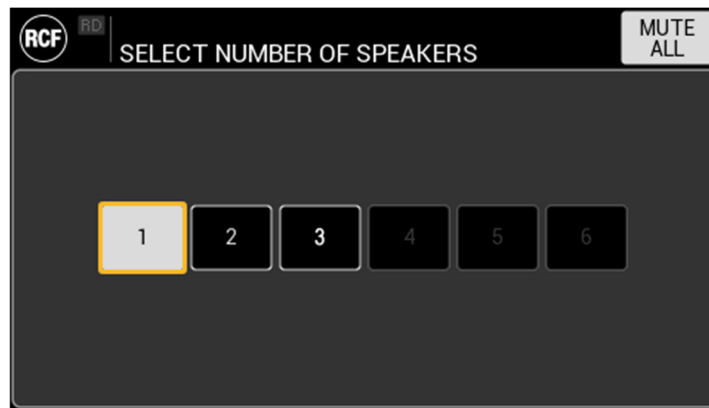 RCF
RD
SELECT NUMBER OF SPEAKERS
MUTE
ALL
1 2 3 4 5 6